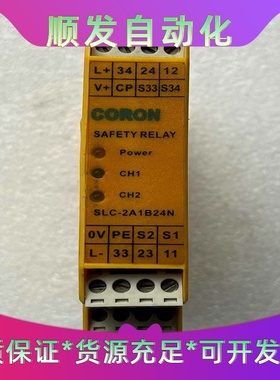 顺发自动化
L+ 34 24 12
V+ CP S33 S34
CORON
SAFETY RELAY
Power
CH1
CH2
SLC-2A1B24N
0V PE S2 S1
L- 33 23 11
质保证*货源充足*可开发